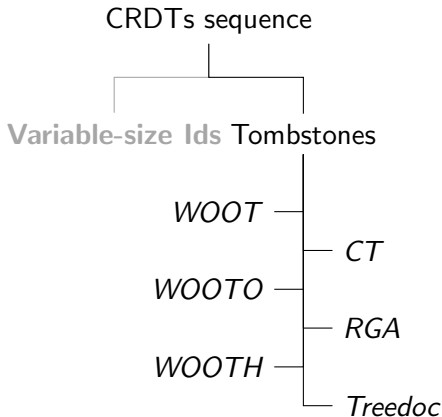 CRDTs sequence
Variable-size Ids Tombstones
WOOT
CT
WOOTO
RGA
WOOTH
Treedoc